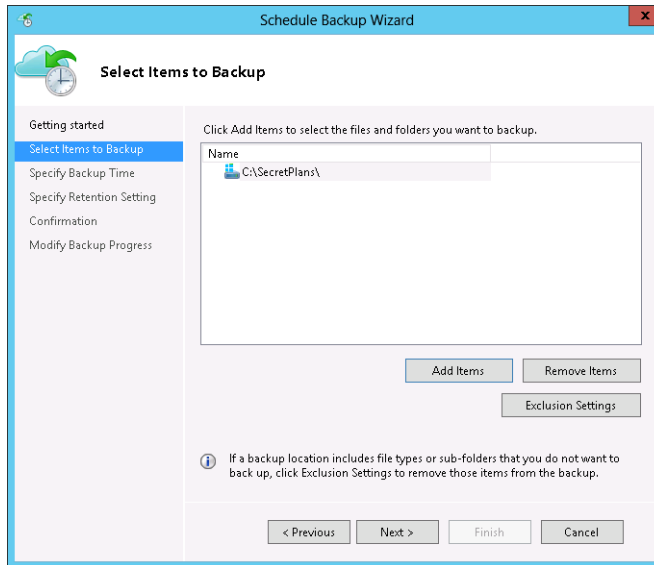 Schedule Backup Wizard
x
Select Items to Backup
Getting started
Select Items to Backup
Specify Backup Time
Specify Retention Setting
Confirmation
Modify Backup Progress
Click Add Items to select the files and folders you want to backup.
Name
C:\SecretPlans\
Add Items
Remove Items
Exclusion Settings
If a backup location includes file types or sub-folders that you do not want to
back up, click Exclusion Settings to remove those items from the backup.
< Previous
Next >
Finish
Cancel